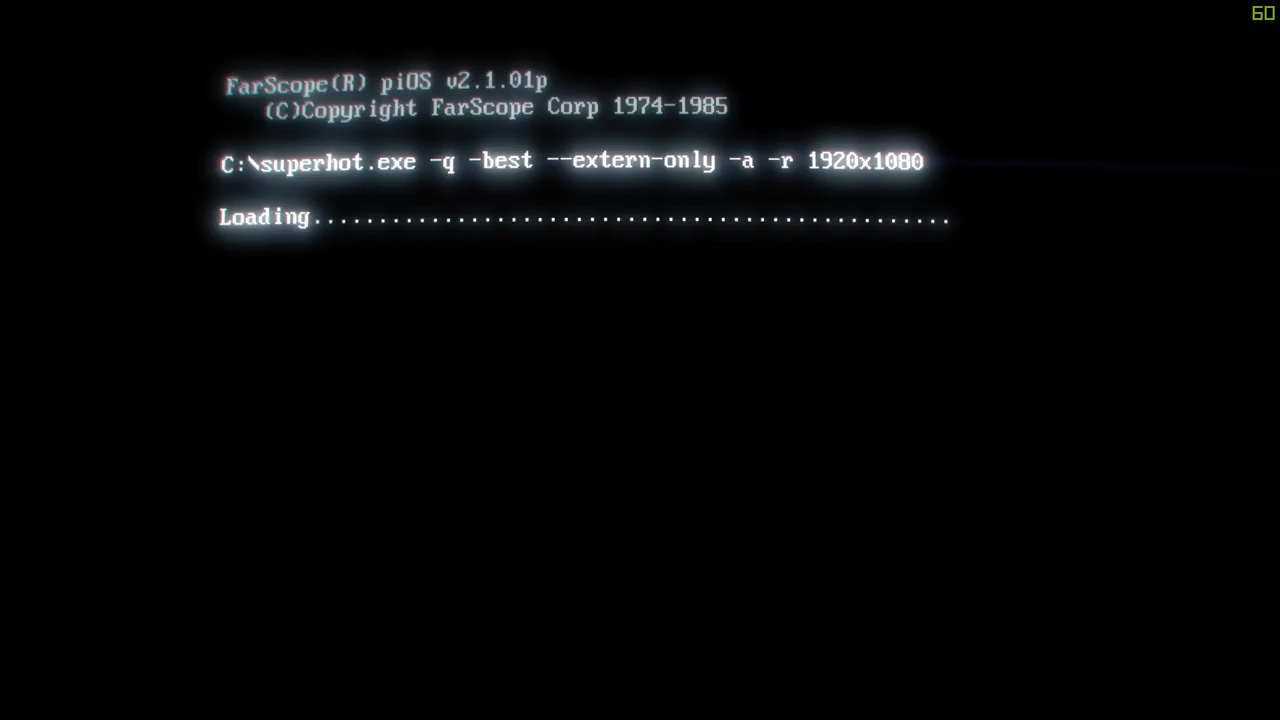 60
FarScope(R) piOS v2.1.01p
(C)Copyright FarScope Corp 1974-1985
C:\superhot.exe -q -best --extern-only -a -r 1920x1080
Loading.................................................